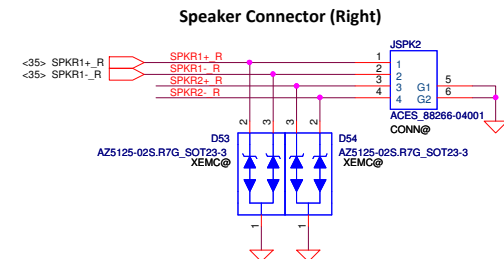 Speaker Connector (Right)
JSPK2
<35> SPKR1+_R SPKR1+_R 1 1
<35> SPKR1-_R SPKR1-_R 2 2
SPKR2+_R 3 3 G1 5
SPKR2-_R 4 4 G2 6
ACES_88266-04001
CONN@
2 3 3 2
D53 D54
AZ5125-02S.R7G_SOT23-3 AZ5125-02S.R7G_SOT23-3
XEMC@ XEMC@
1 1